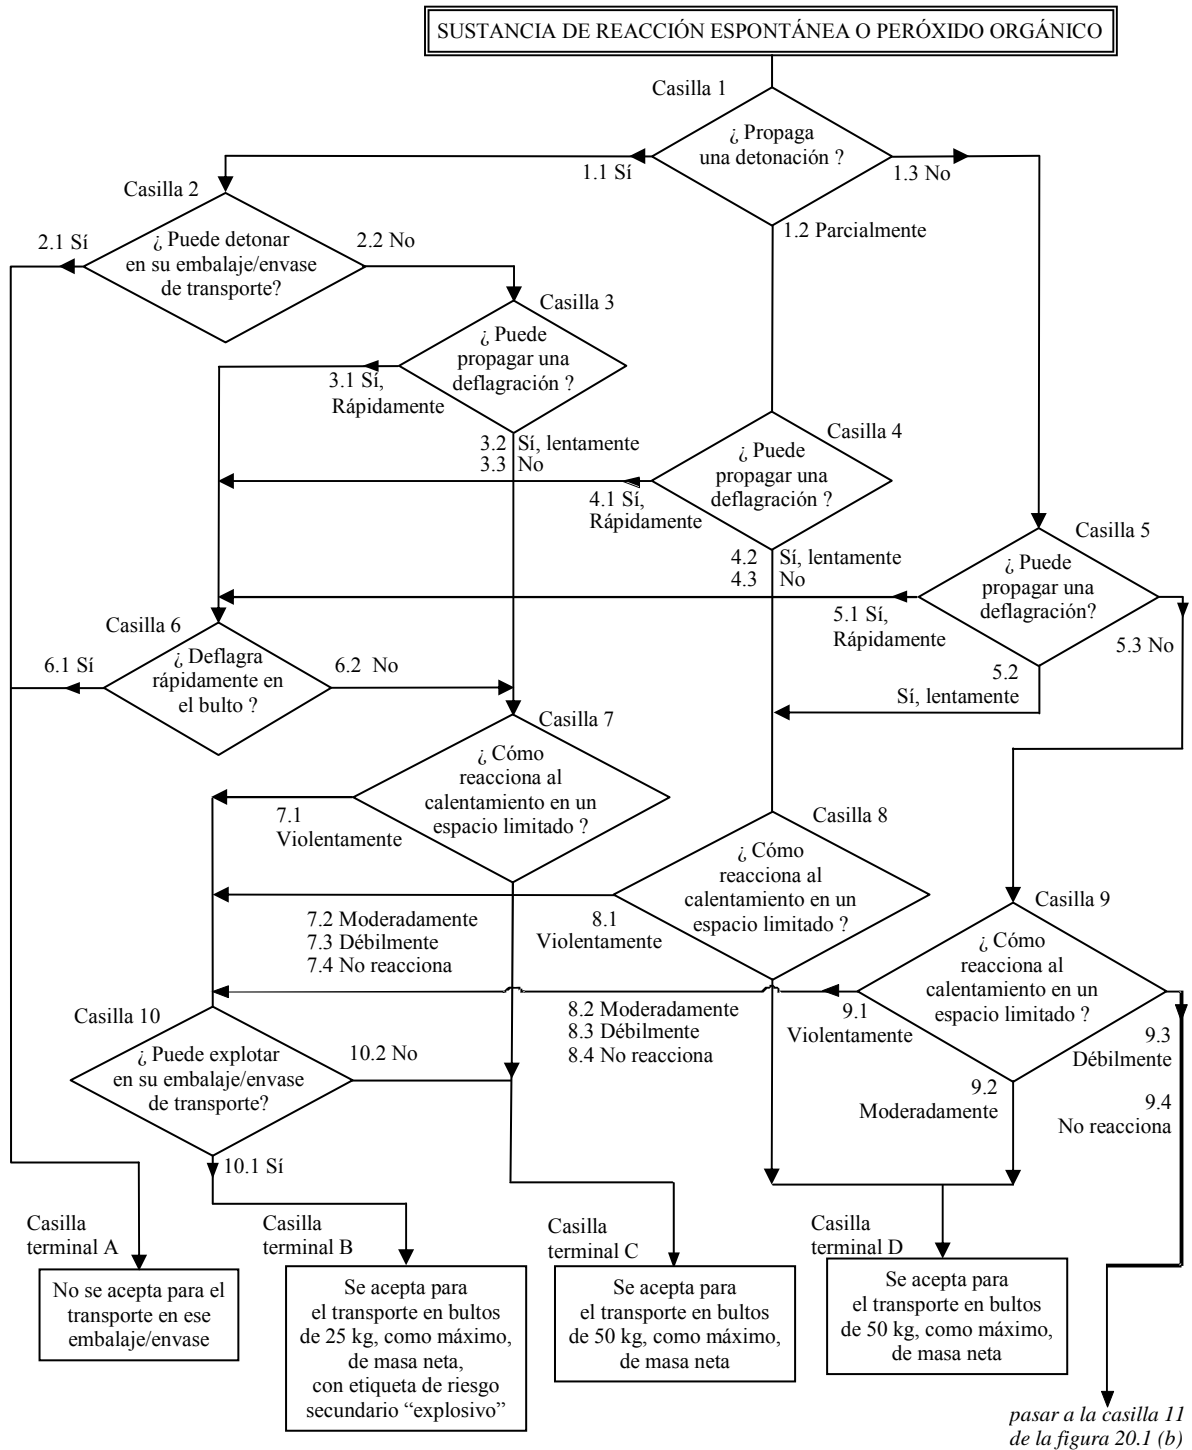 SUSTANCIA DE REACCIÓN ESPONTÁNEA O PERÓXIDO ORGÁNICO
Casilla 1
¿ Propaga
una detonación ?
1.1 Sí
1.3 No
1.2 Parcialmente
Casilla 2
¿ Puede detonar
en su embalaje/envase
de transporte?
2.1 Sí
2.2 No
Casilla 3
¿ Puede
propagar una
deflagración ?
3.1 Sí,
Rápidamente
3.2 Sí, lentamente
3.3 No
Casilla 4
¿ Puede
propagar una
deflagración ?
4.1 Sí,
Rápidamente
4.2 Sí, lentamente
4.3 No
Casilla 5
¿ Puede
propagar una
deflagración?
5.1 Sí,
Rápidamente
5.2
Sí, lentamente
5.3 No
Casilla 6
¿ Deflagra
rápidamente en
el bulto ?
6.1 Sí
6.2 No
Casilla 7
¿ Cómo
reacciona al
calentamiento en un
espacio limitado ?
7.1
Violentamente
7.2 Moderadamente
7.3 Débilmente
7.4 No reacciona
Casilla 8
¿ Cómo
reacciona al
calentamiento en un
espacio limitado ?
8.1
Violentamente
8.2 Moderadamente
8.3 Débilmente
8.4 No reacciona
Casilla 9
¿ Cómo
reacciona al
calentamiento en un
espacio limitado ?
9.1
Violentamente
9.2
Moderadamente
9.3
Débilmente
9.4
No reacciona
Casilla 10
¿ Puede explotar
en su embalaje/envase
de transporte?
10.2 No
10.1 Sí
Casilla
terminal A
No se acepta para el
transporte en ese
embalaje/envase
Casilla
terminal B
Se acepta para
el transporte en bultos
de 25 kg, como máximo,
de masa neta,
con etiqueta de riesgo
secundario “explosivo”
Casilla
terminal C
Se acepta para
el transporte en bultos
de 50 kg, como máximo,
de masa neta
Casilla
terminal D
Se acepta para
el transporte en bultos
de 50 kg, como máximo,
de masa neta
pasar a la casilla 11
de la figura 20.1 (b)